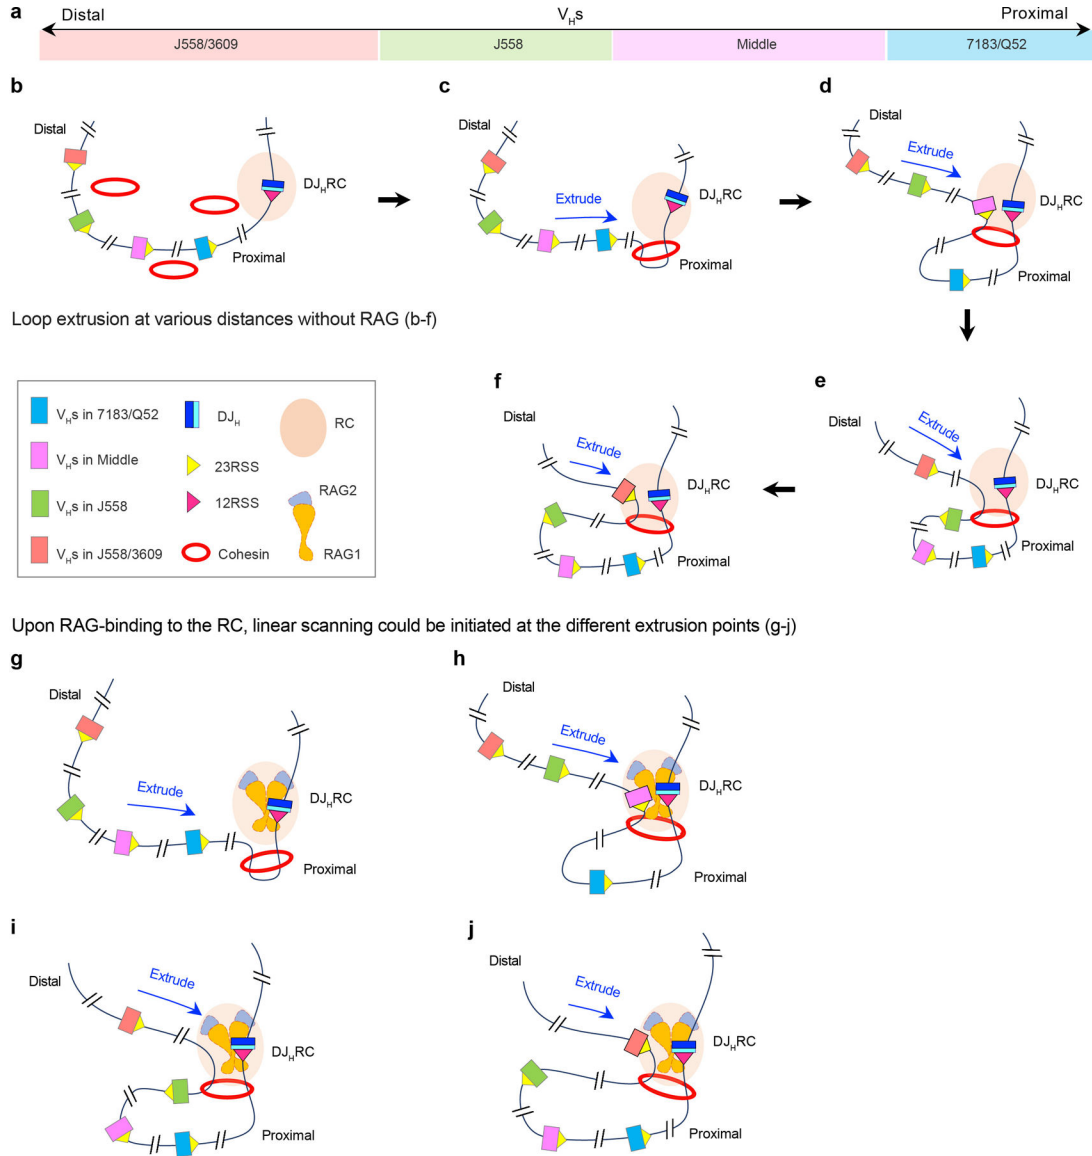 a
Distal VHs Proximal
J558/3609 J558 Middle 7183/Q52
b
Distal
DJHRC
Proximal
c
Extrude
DJHRC
Proximal
d
Distal
Extrude
DJHRC
Proximal
Loop extrusion at various distances without RAG (b-f)
VHs in 7183/Q52
VHs in Middle
VHs in J558
VHs in J558/3609
DJH
23RSS
12RSS
Cohesin
RC
RAG2
RAG1
f
Distal
Extrude
DJHRC
Proximal
e
Distal
Extrude
DJHRC
Proximal
Upon RAG-binding to the RC, linear scanning could be initiated at the different extrusion points (g-j)
g
Distal
Extrude
DJHRC
Proximal
h
Distal
Extrude
DJHRC
Proximal
i
Distal
Extrude
DJHRC
Proximal
j
Distal
Extrude
DJHRC
Proximal